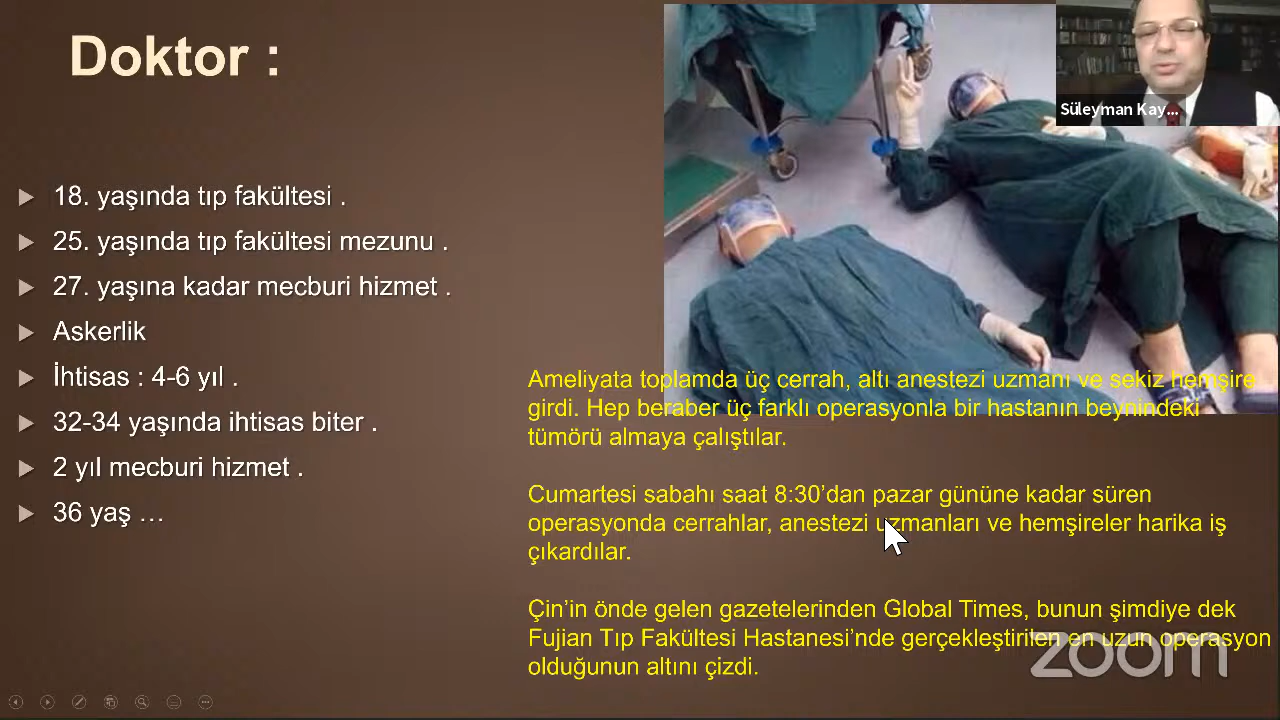 Doktor :
18. yaşında tıp fakültesi .
25. yaşında tıp fakültesi mezunu .
27. yaşına kadar mecburi hizmet .
Askerlik
İhtisas : 4-6 yıl .
32-34 yaşında ihtisas biter .
2 yıl mecburi hizmet .
36 yaş …
Süleyman Kay...
Ameliyata toplamda üç cerrah, altı anestezi uzmanı ve sekiz hemşire
girdi. Hep beraber üç farklı operasyonla bir hastanın beynindeki
tümörü almaya çalıştılar.
Cumartesi sabahı saat 8:30’dan pazar gününe kadar süren
operasyonda cerrahlar, anestezi uzmanları ve hemşireler harika iş
çıkardılar.
Çin’in önde gelen gazetelerinden Global Times, bunun şimdiye dek
Fujian Tıp Fakültesi Hastanesi’nde gerçekleştirilen en uzun operasyon
olduğunun altını çizdi.
zoom